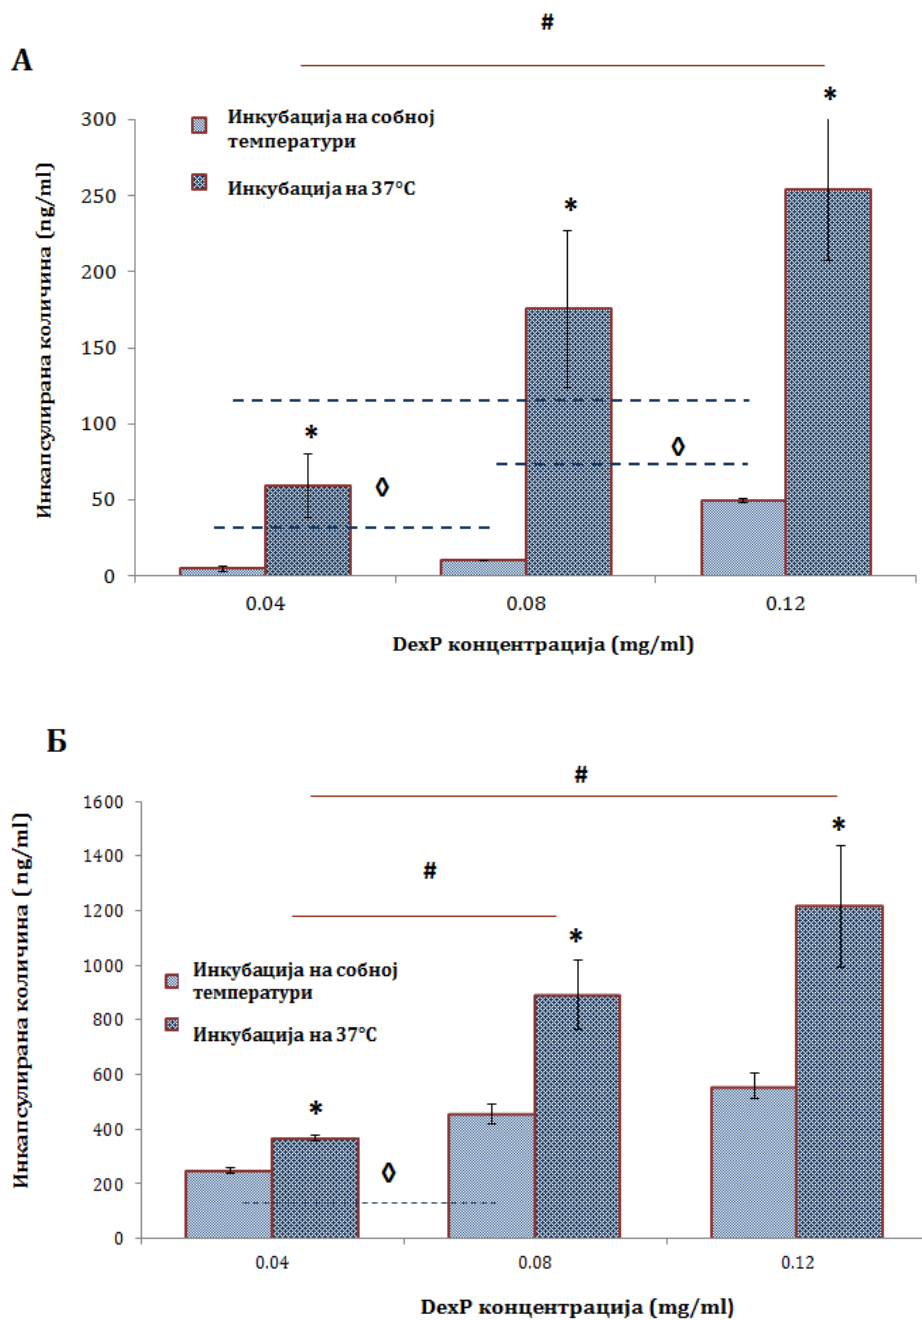 #
А
*
300
Инкубација на собној
температури
Инкубација на 37°C
250
*
200
150
100
*
◊
◊
50
0
0.04
0.08
0.12
Инкапсулирана количина (ng/ml)
DexP концентрација (mg/ml)
Б
#
1600
*
1400
#
1200
*
1000
Инкубација на собној
температури
800
Инкубација на 37°C
600
*
400
◊
200
0
0.04
0.08
0.12
Инкапсулирана количина ( ng/ml)
DexP концентрација (mg/ml)